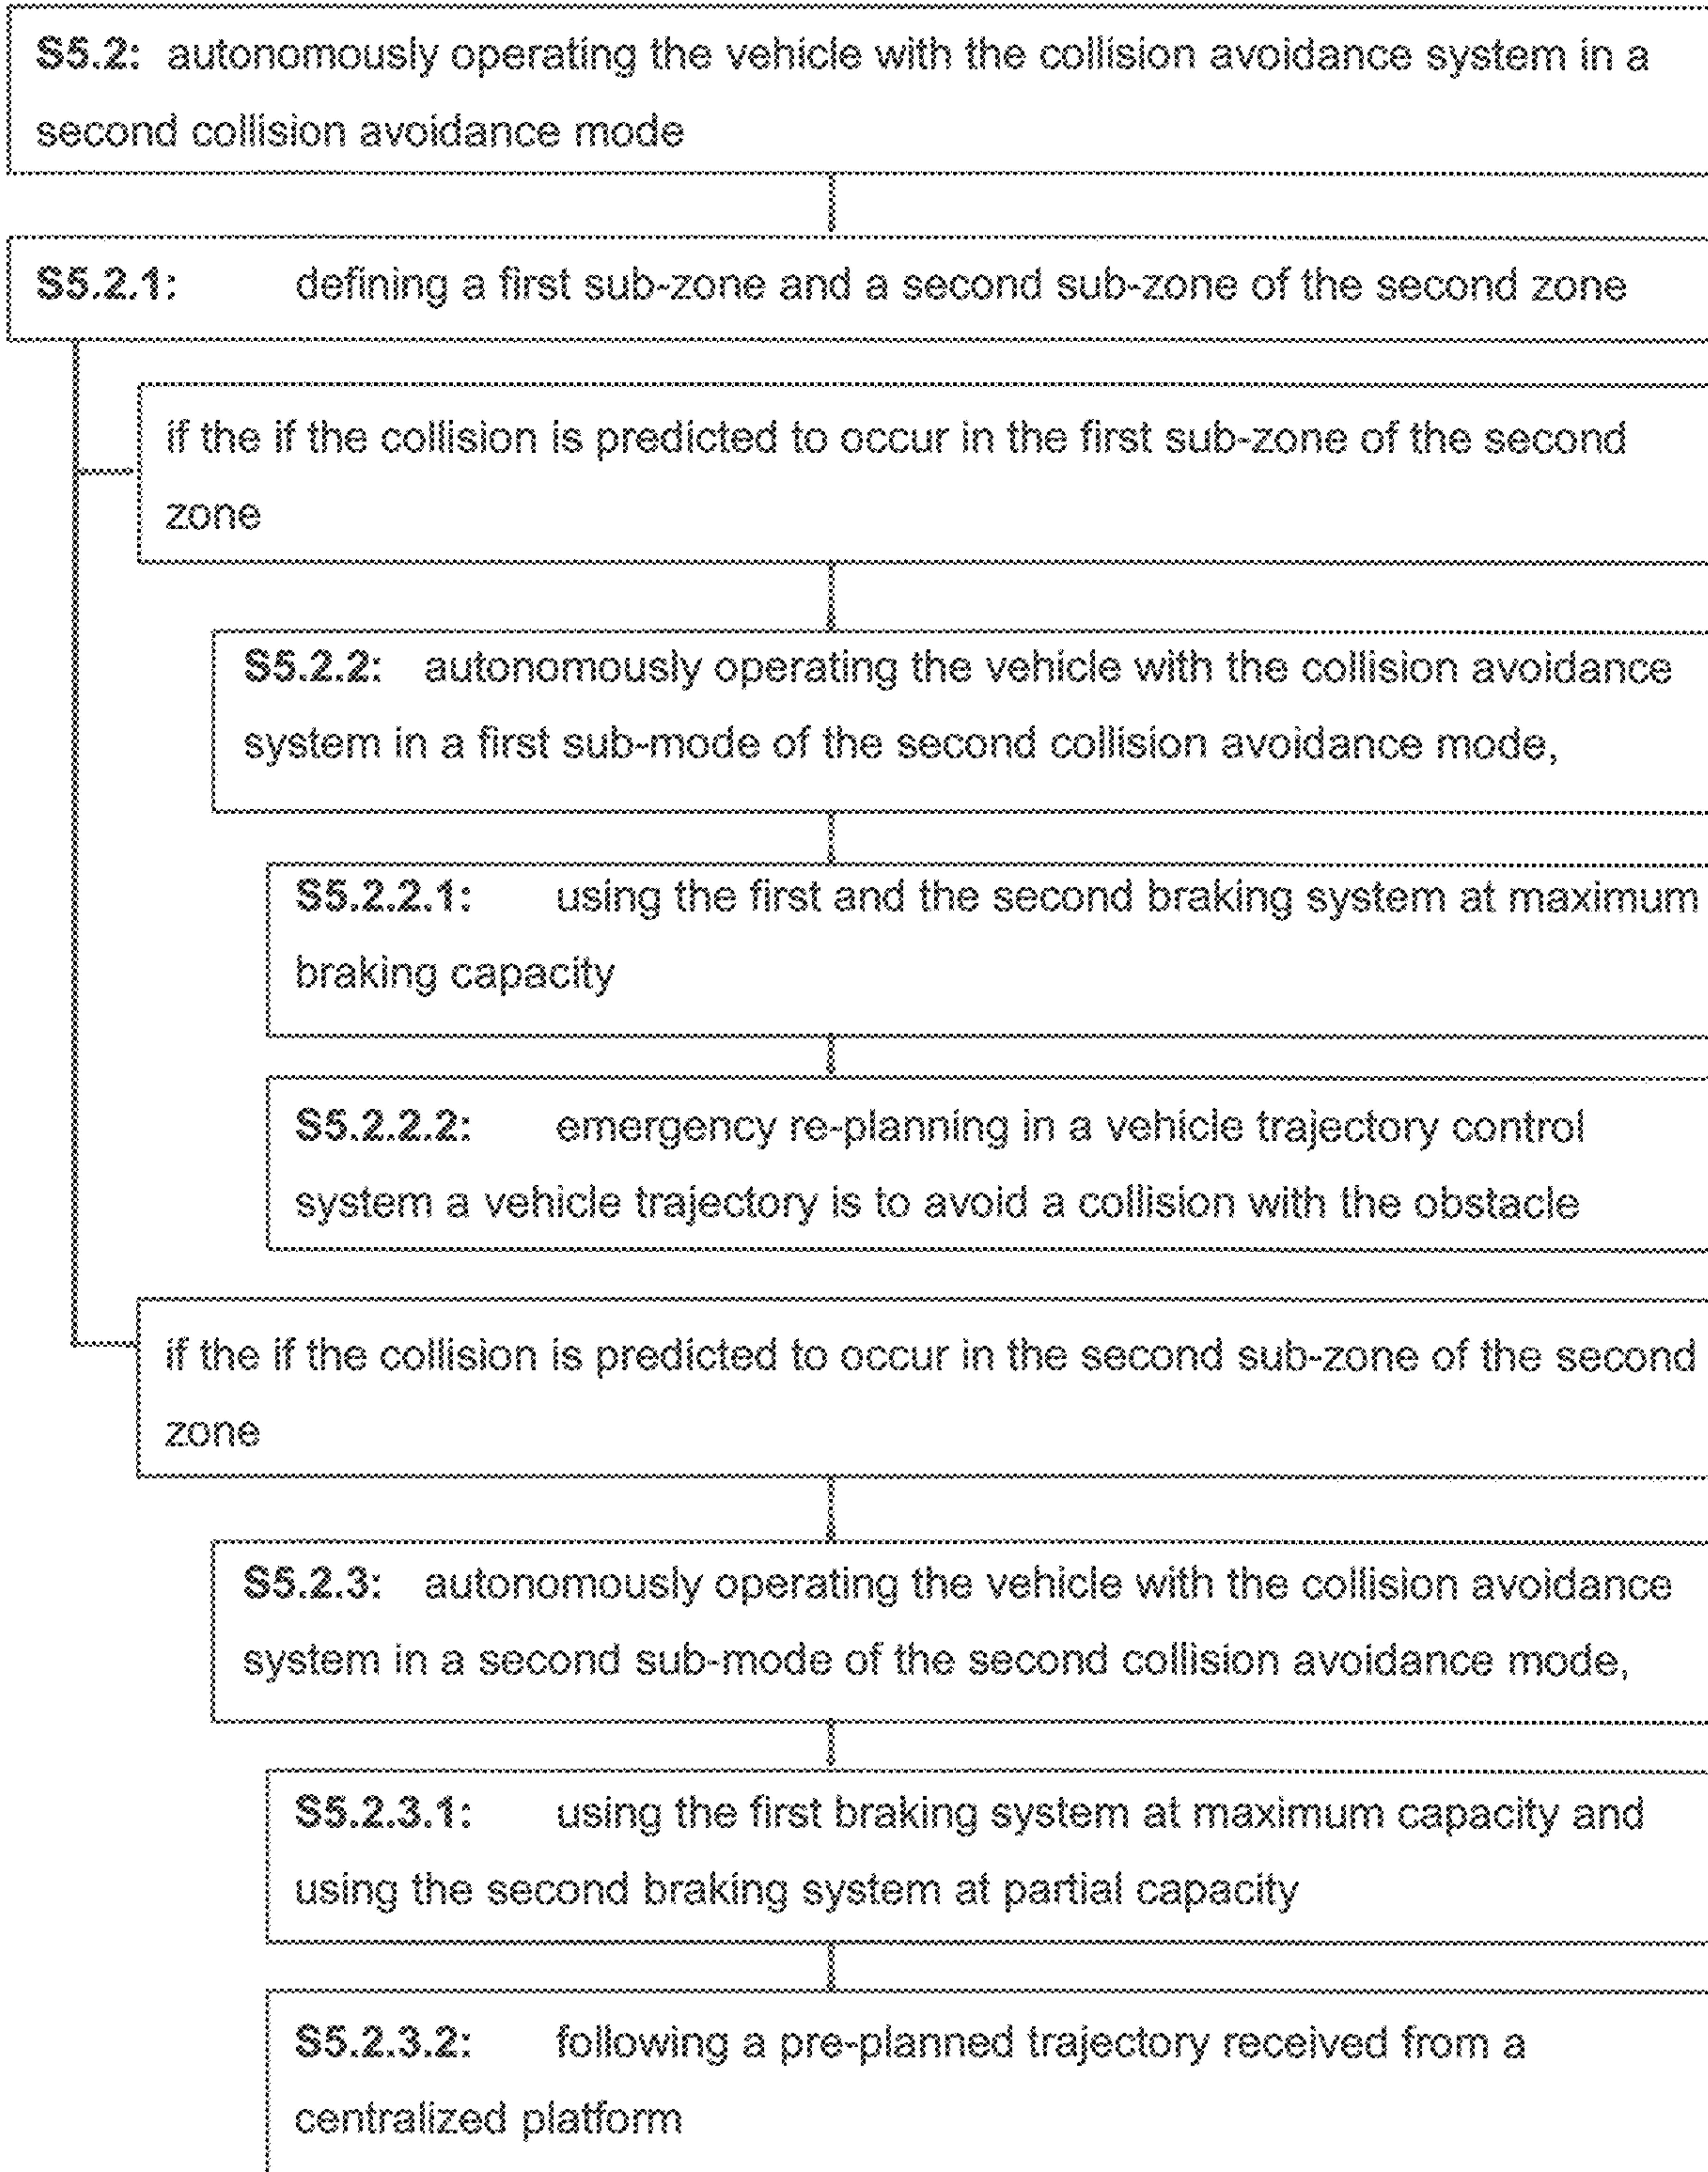 S5.2: autonomously operating the vehicle with the collision avoidance system in a
second collision avoidance mode
S5.2.1: defining a first sub-zone and a second sub-zone of the second zone
if the if the collision is predicted to occur in the first sub-zone of the second
zone
S5.2.2: autonomously operating the vehicle with the collision avoidance
system in a first sub-mode of the second collision avoidance mode,
S5.2.2.1: using the first and the second braking system at maximum
braking capacity
S5.2.2.2: emergency re-planning in a vehicle trajectory control
system a vehicle trajectory is to avoid a collision with the obstacle
if the if the collision is predicted to occur in the second sub-zone of the second
zone
S5.2.3: autonomously operating the vehicle with the collision avoidance
system in a second sub-mode of the second collision avoidance mode,
S5.2.3.1: using the first braking system at maximum capacity and
using the second braking system at partial capacity
S5.2.3.2: following a pre-planned trajectory received from a
centralized platform